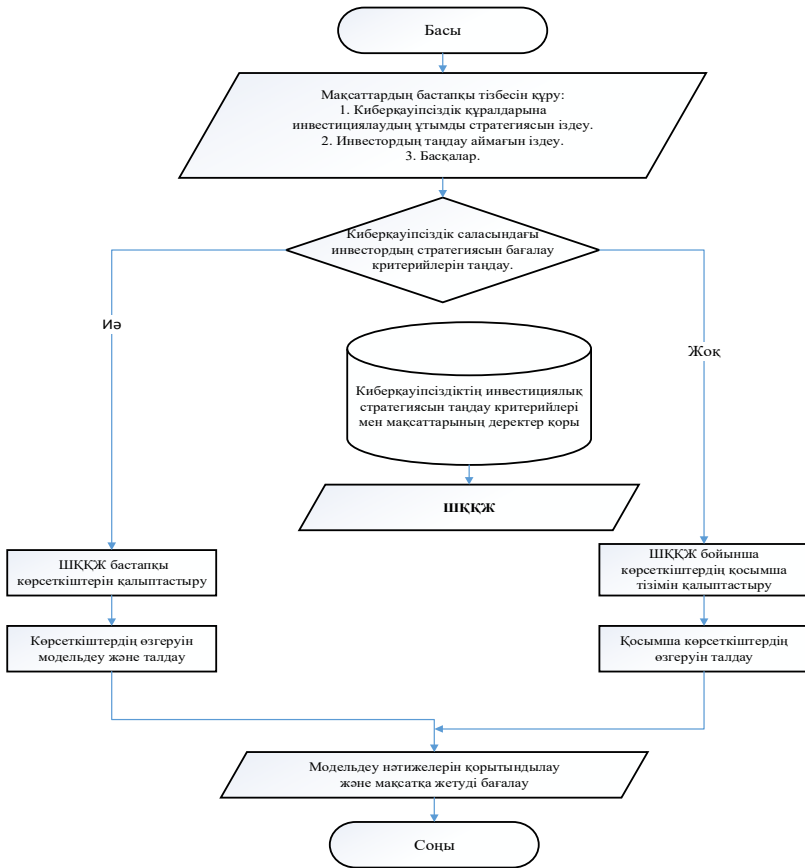 Басы
Мақсаттардың бастапқы тізбесін құру:
1. Киберқауіпсіздік құралдарына
инвестициялаудың ұтымды стратегиясын іздеу.
2. Инвестордың таңдау аймағын іздеу.
3. Басқалар.
Киберқауіпсіздік саласындағы
инвестордың стратегиясын бағалау
критерийлерін таңдау.
Иә
Жоқ
Киберқауіпсіздіктің инвестициялық
стратегиясын таңдау критерийлері
мен мақсаттарының деректер қоры
ШҚҚЖ
ШҚҚЖ бастапқы
көрсеткіштерін қалыптастыру
ШҚҚЖ бойынша
көрсеткіштердің қосымша
тізімін қалыптастыру
Көрсеткіштердің өзгеруін
модельдеу және талдау
Қосымша көрсеткіштердің
өзгеруін талдау
Модельдеу нәтижелерін қорытындылау
және мақсатқа жетуді бағалау
Соңы